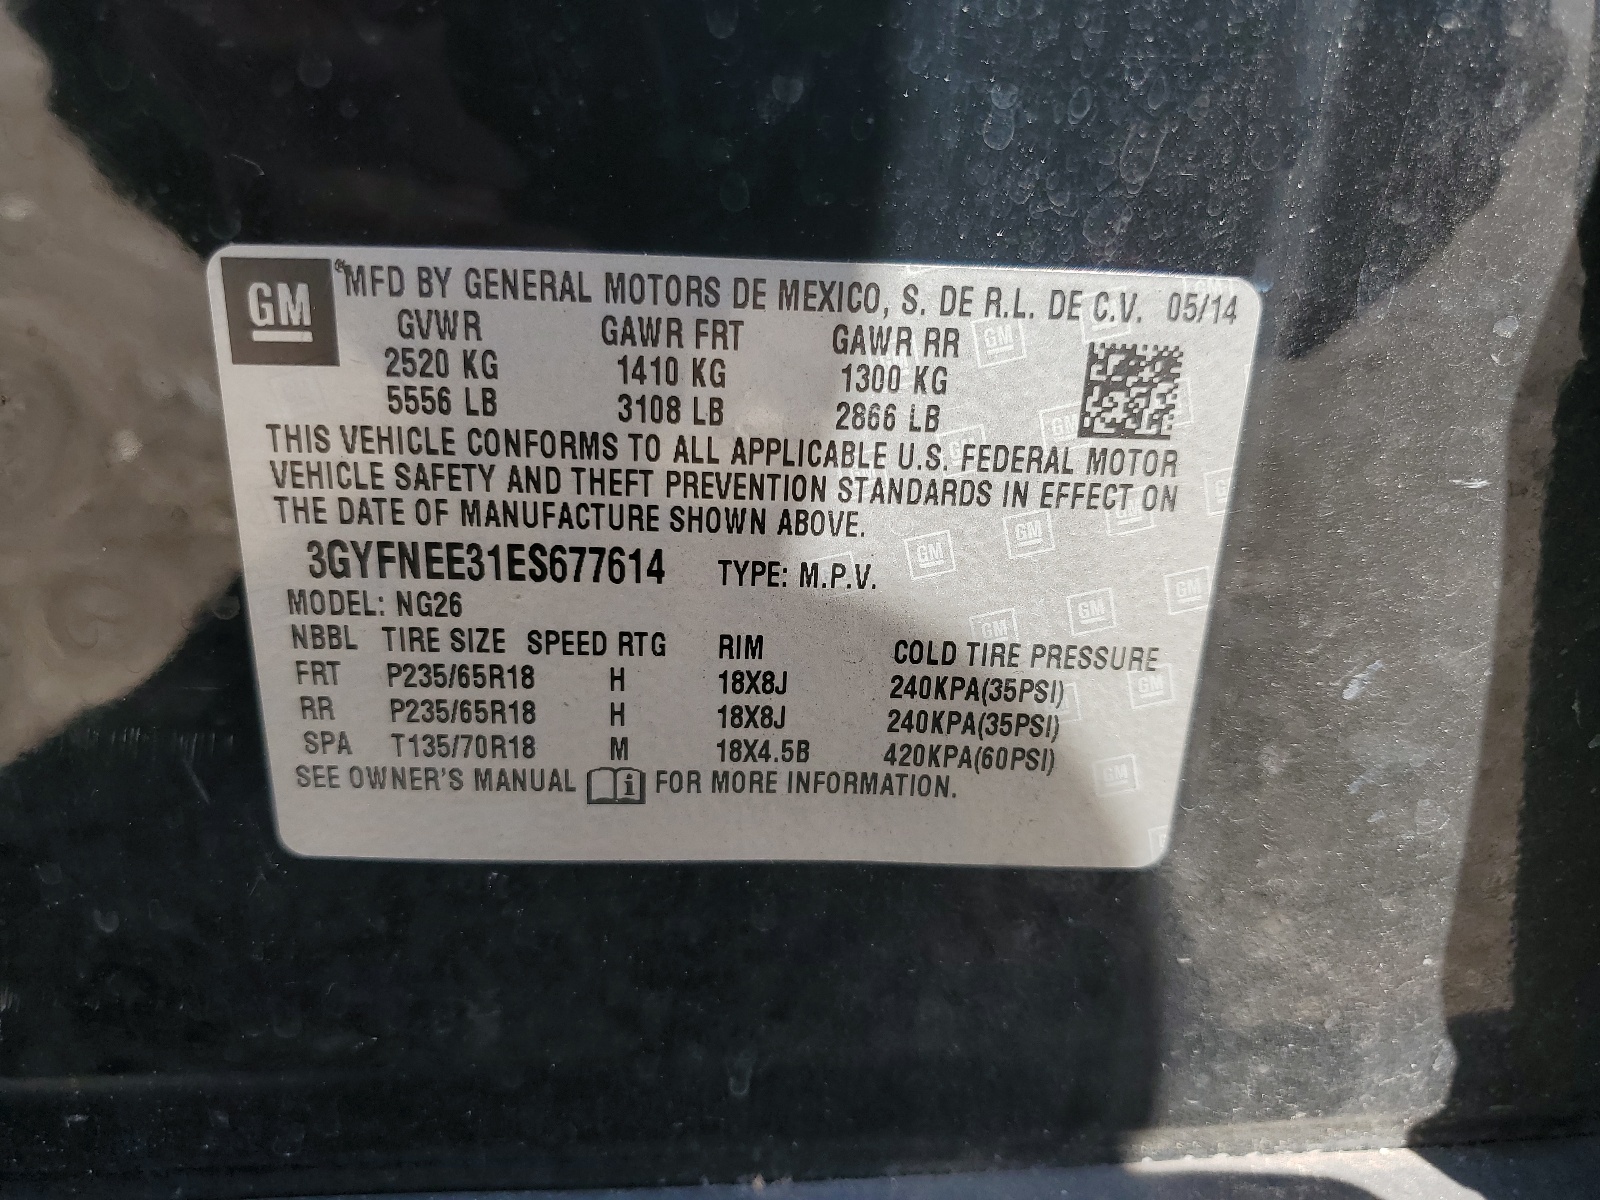 GM MFD BY GENERAL MOTORS DE MEXICO, S. DE R.L. DE C.V. 05/14
GVWR GAWR FRT GAWR RR
2520 KG 1410 KG 1300 KG
5556 LB 3108 LB 2866 LB
THIS VEHICLE CONFORMS TO ALL APPLICABLE U.S. FEDERAL MOTOR
VEHICLE SAFETY AND THEFT PREVENTION STANDARDS IN EFFECT ON
THE DATE OF MANUFACTURE SHOWN ABOVE.
3GYFNEE31ES677614 TYPE: M.P.V.
MODEL: NG26
NBBL TIRE SIZE SPEED RTG RIM COLD TIRE PRESSURE
FRT P235/65R18 H 18X8J 240KPA(35PSI)
RR P235/65R18 H 18X8J 240KPA(35PSI)
SPA T135/70R18 M 18X4.5B 420KPA(60PSI)
SEE OWNER'S MANUAL i FOR MORE INFORMATION.